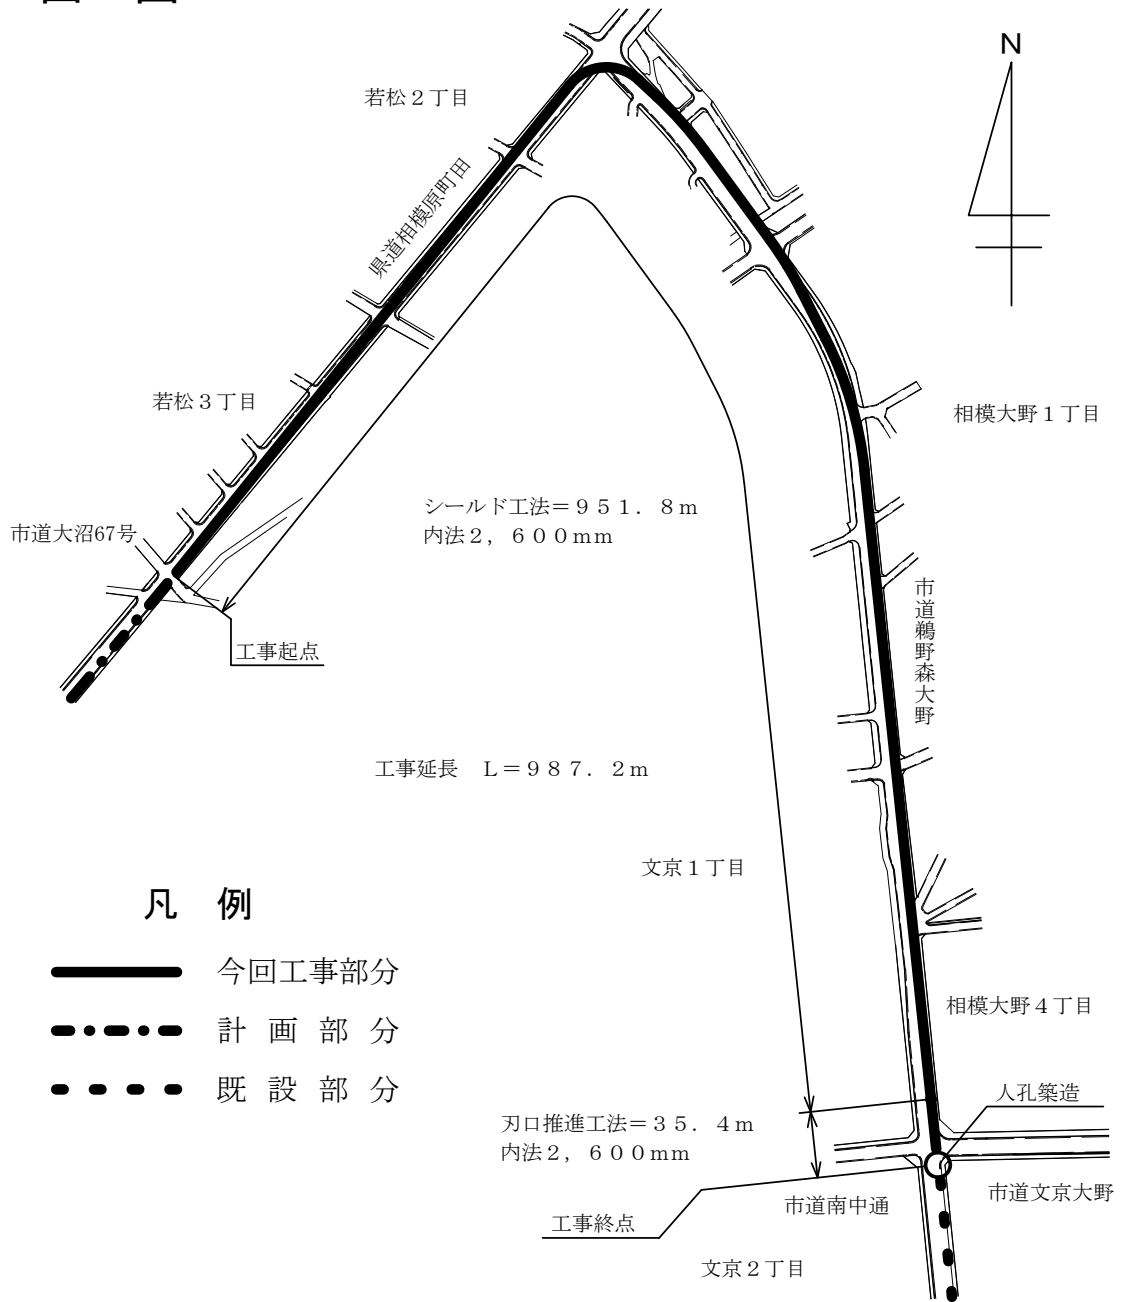 N
若松２丁目
県道相模原町田
若松３丁目
相模大野１丁目
シールド工法＝９５１．８ｍ
内法２，６００mm
市道大沼67号
市道鵜野森大野
工事起点
工事延長　Ｌ＝９８７．２ｍ
文京１丁目
凡　例
今回工事部分
計画部分
既設部分
相模大野４丁目
人孔築造
刃口推進工法＝３５．４ｍ
内法２，６００mm
市道南中通
市道文京大野
工事終点
文京２丁目